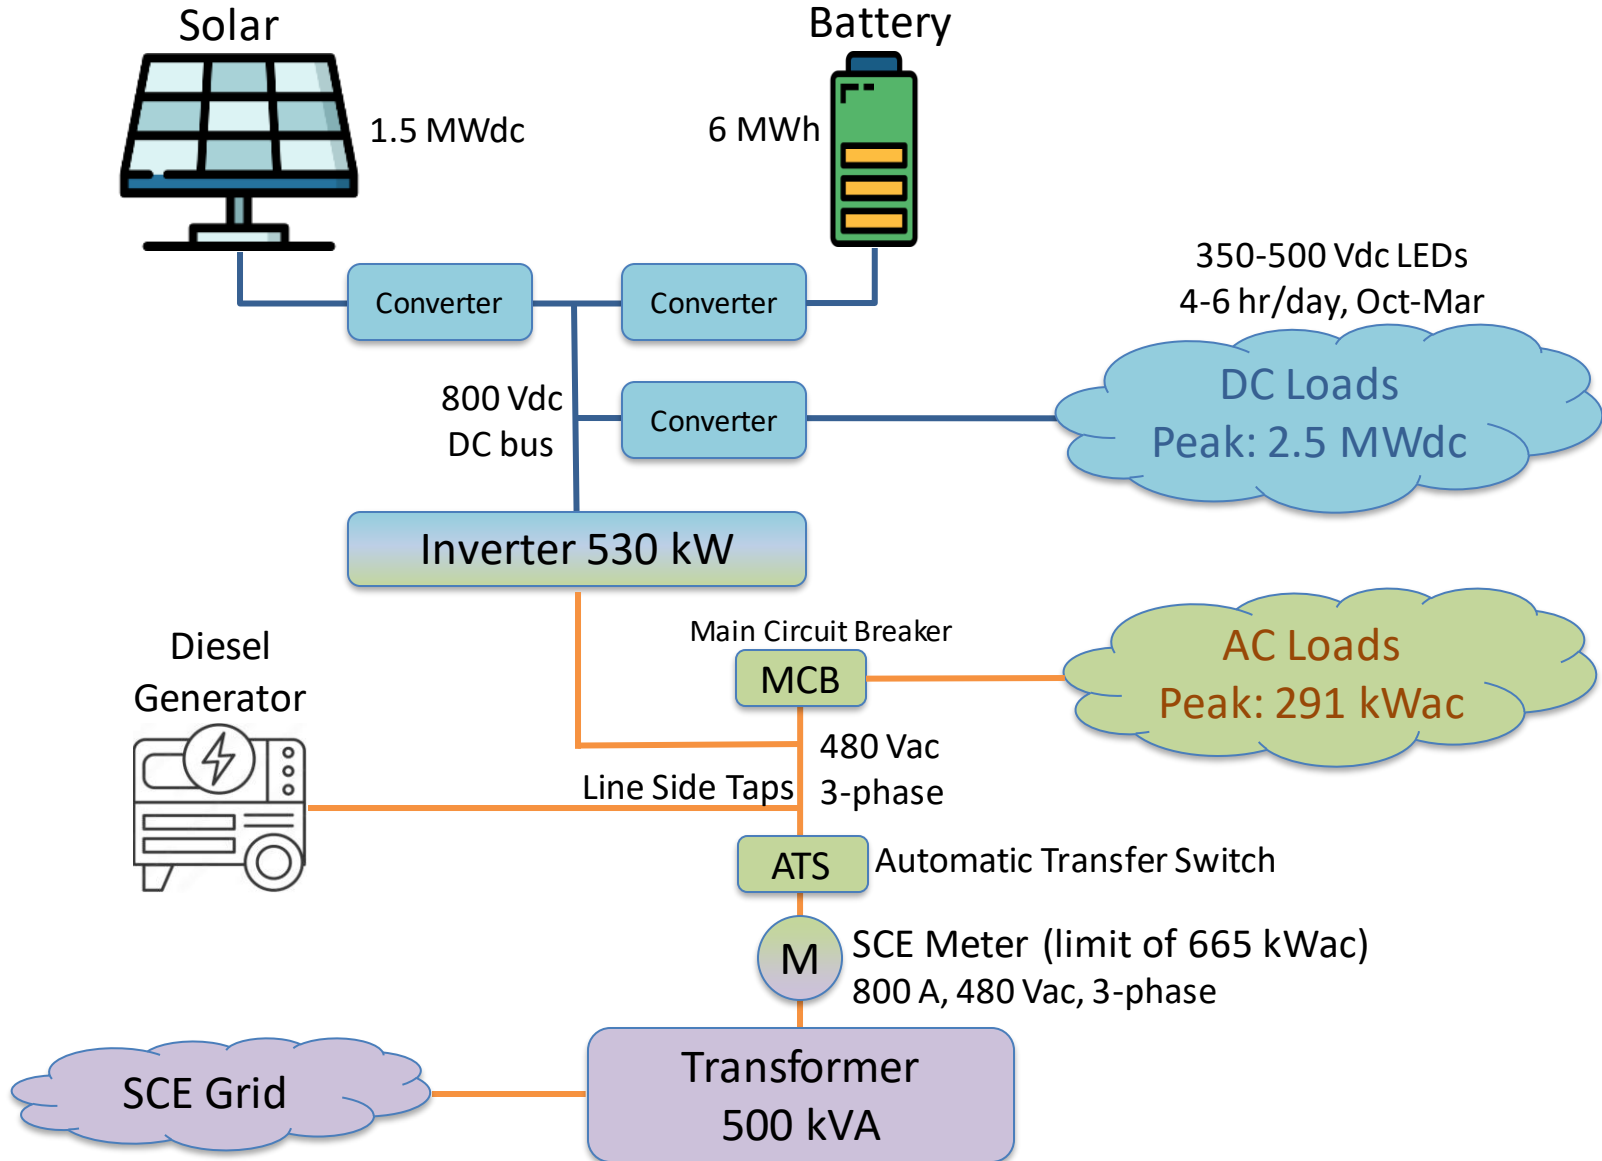 Solar
Battery
1.5 MWdc
6 MWh
350-500 Vdc LEDs
4-6 hr/day, Oct-Mar
Converter
Converter
DC Loads
Peak: 2.5 MWdc
800 Vdc
DC bus
Converter
Inverter 530 kW
Main Circuit Breaker
MCB
AC Loads
Peak: 291 kWac
Diesel
Generator
480 Vac
3-phase
Line Side Taps
ATS
Automatic Transfer Switch
M
SCE Meter (limit of 665 kWac)
800 A, 480 Vac, 3-phase
Transformer
500 kVA
SCE Grid